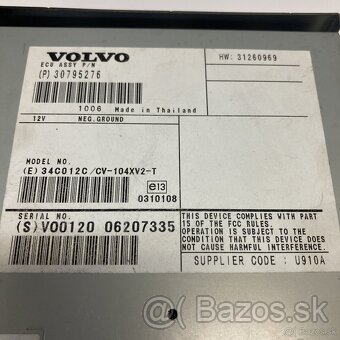 VOLVO
ECU ASSY P/N
(P) 30795276
HW: 31260969
1006 Made in Thailand
12V NEG.GROUND
MODEL NO.
(E) 34C012C /CV-104XV2-T
e13
0310108
SERIAL NO.
(S) V00120 06207335
THIS DEVICE COMPLIES WITH PART
15 OF THE FCC RULES.
OPERATION IS SUBJECT TO THE
CONDITION THAT THIS DEVICE DOES
NOT CAUSE HARMFUL INTERFERENCE.
SUPPLIER CODE : U910A
Bazos.sk